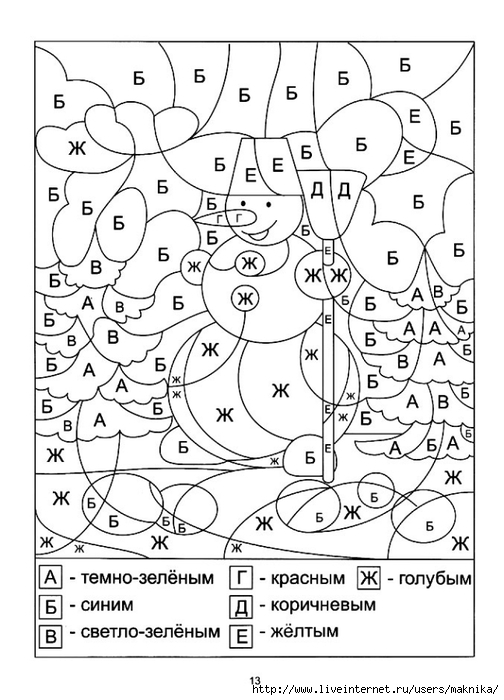 Б Б Б Б Б Б
Б Е Б
Ж Б Б Е
Б Е Е Д Д
Б Б Б Б Б
Г Г
Б Б Б
В Ж Ж Е Ж Ж Б Б
Б А В Б Ж Б Б А В
Б В В Б Е Б А А А А
А А Б Ж Ж Ж В А Б
Б А Ж Ж Ж Ж Е Ж Б А
Б В А Б Б Е А Б А Б
Ж Ж Б Е
Ж Б Б Б Б Б Ж Б Ж Б
Ж Ж Ж Ж Ж
А - темно-зелёным Г - красным Ж - голубым
Б - синим Д - коричневым
В - светло-зелёным Е - жёлтым
13
http://www.liveinternet.ru/users/maknika/